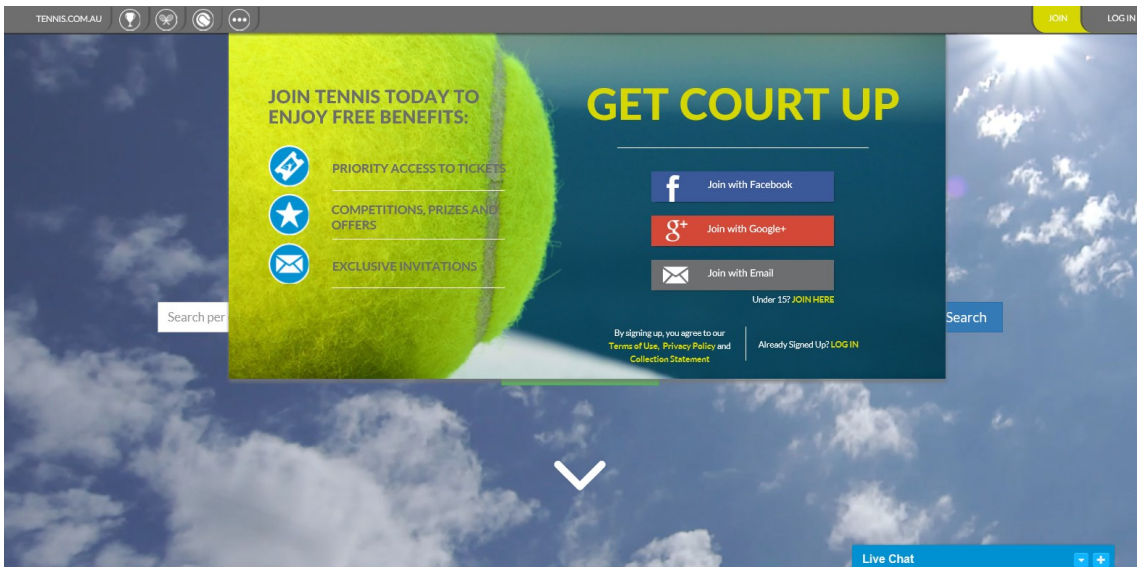 TENNIS.COM.AU
JOIN
LOG IN
JOIN TENNIS TODAY TO
ENJOY FREE BENEFITS:
PRIORITY ACCESS TO TICKETS
COMPETITIONS, PRIZES AND
OFFERS
EXCLUSIVE INVITATIONS
GET COURT UP
f Join with Facebook
g+ Join with Google+
Join with Email
Under 15? JOIN HERE
By signing up, you agree to our
Terms of Use, Privacy Policy and
Collection Statement
Already Signed Up? LOG IN
Search per
Search
Live Chat